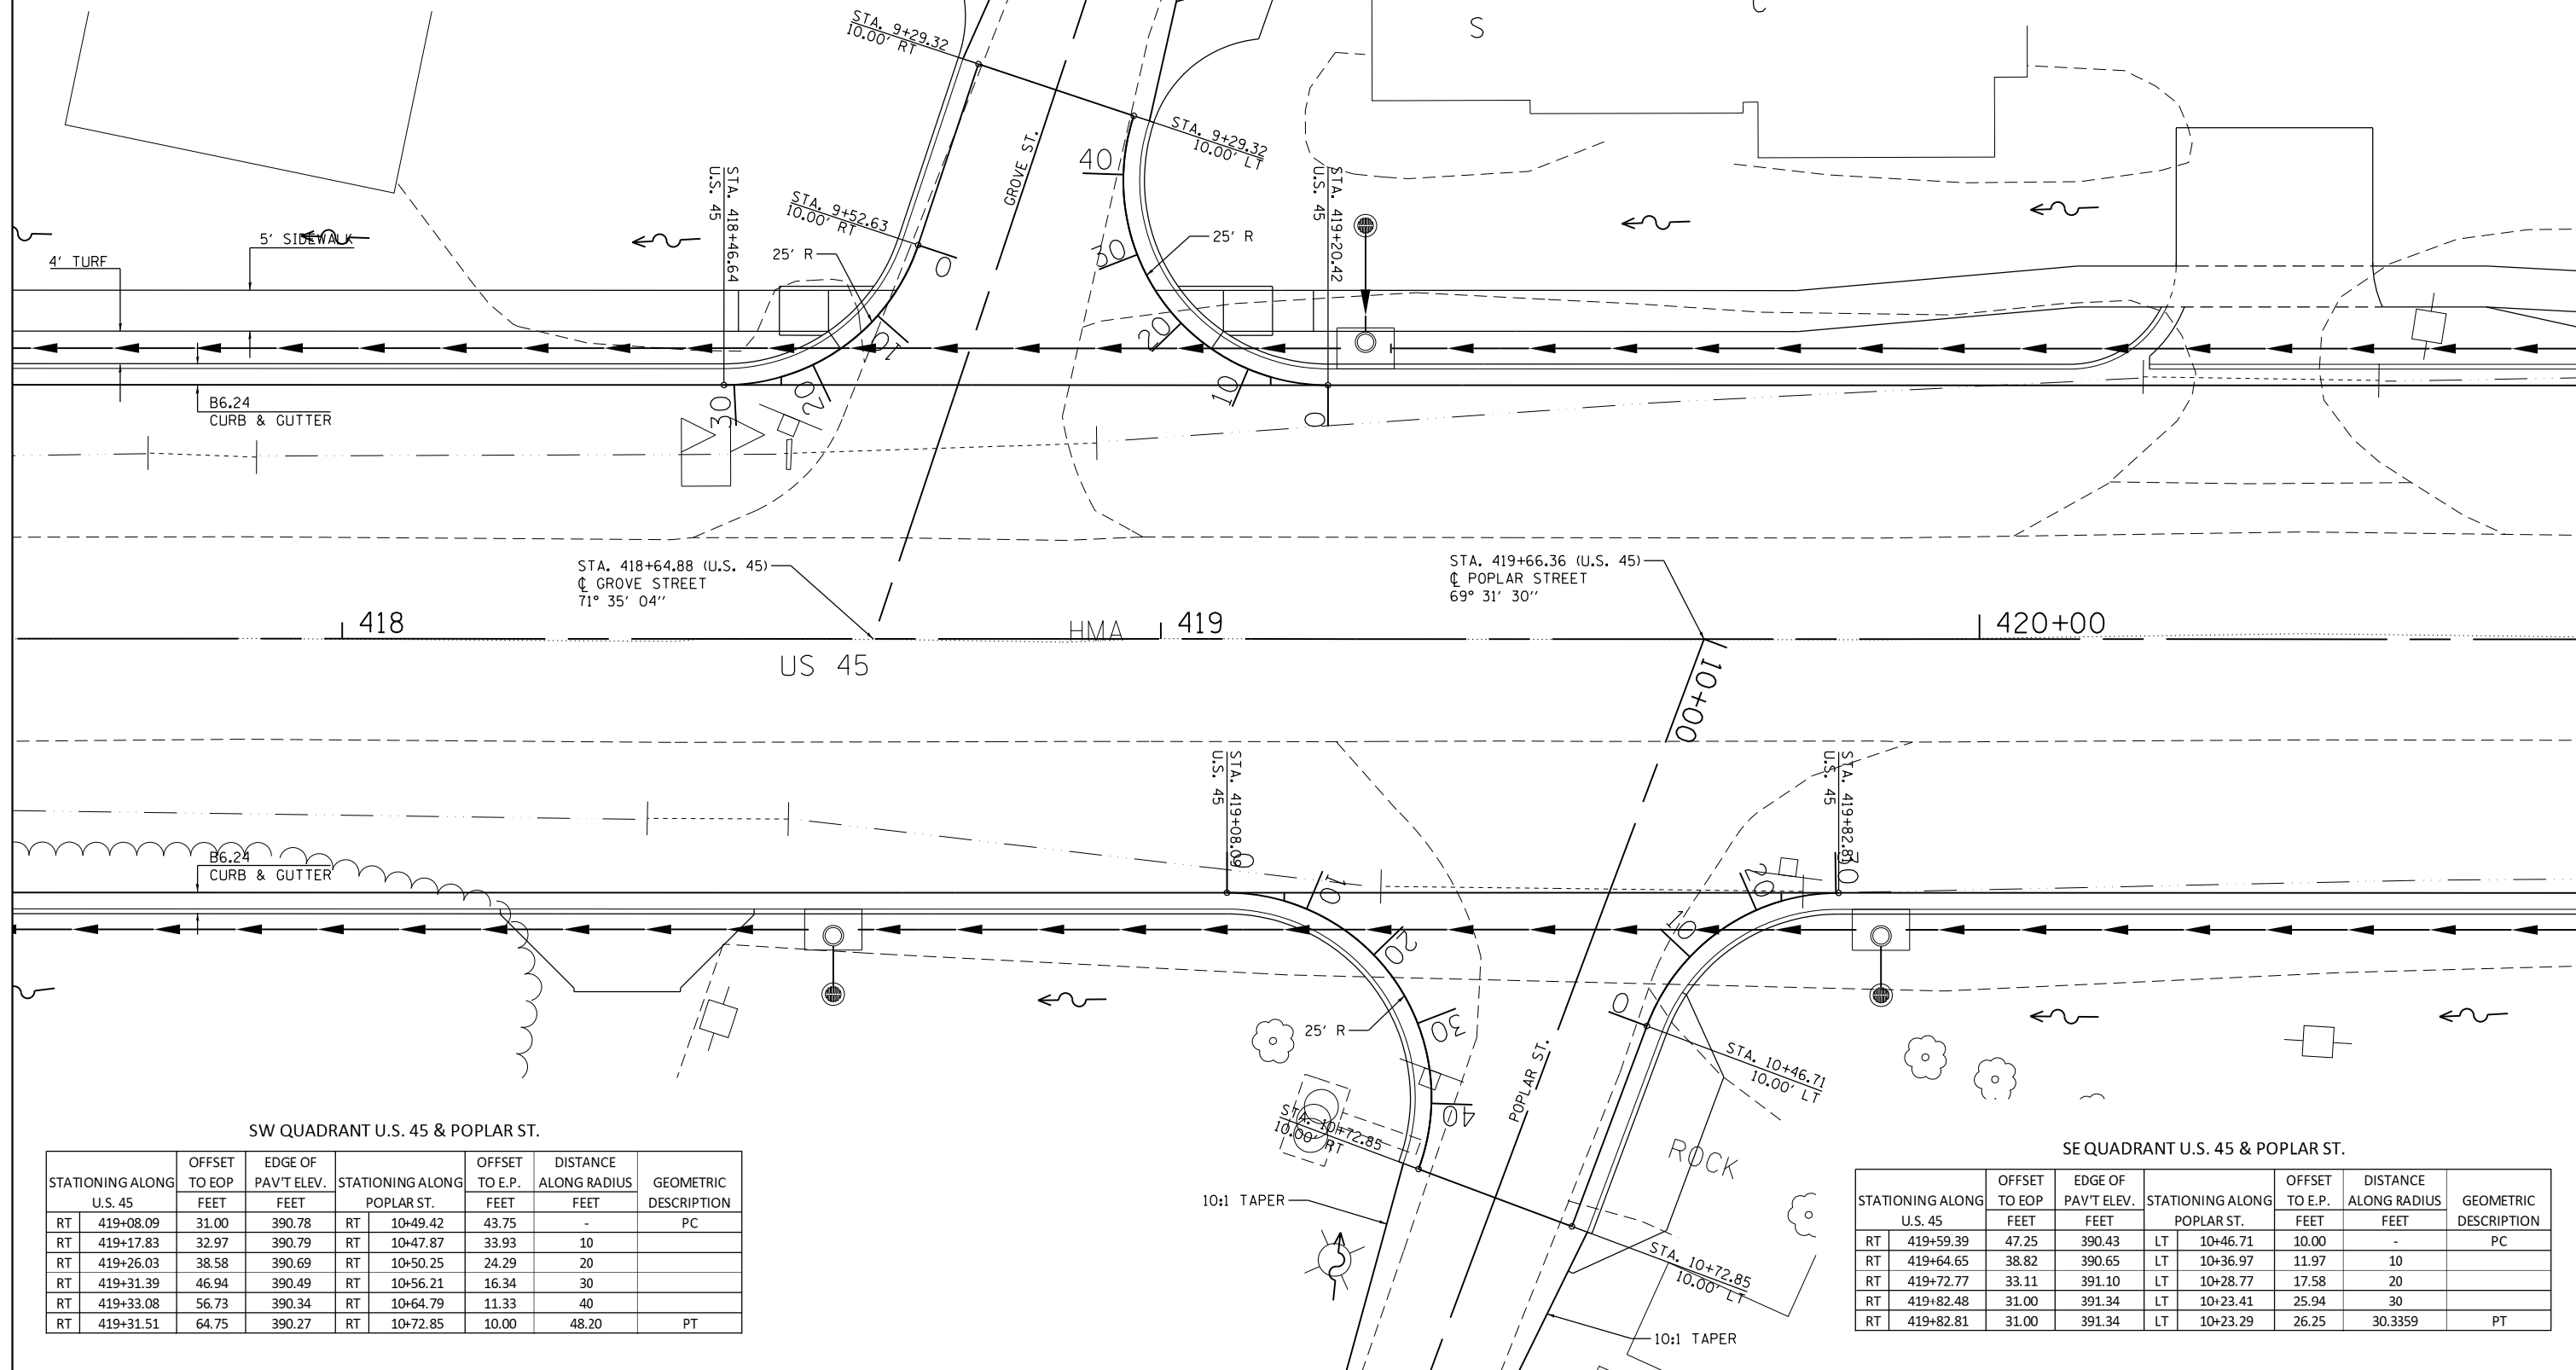 S
STA. 9+29.32
10.00' RT
STA. 9+29.32
10.00' LT
GROVE ST.
40
STA. 418+46.64
U.S. 45
STA. 9+52.63
10.00' RT
25' R
0
30
25' R
STA. 419+20.42
U.S. 45
5' SIDEWALK
4' TURF
10
20
20
10
30
0
B6.24
CURB & GUTTER
STA. 418+64.88 (U.S. 45)
℄ GROVE STREET
71° 35' 04''
STA. 419+66.36 (U.S. 45)
℄ POPLAR STREET
69° 31' 30''
418
HMA
419
420+00
US 45
10+00
STA. 419+08.09
U.S. 45
STA. 419+82.81
U.S. 45
B6.24
CURB & GUTTER
0
10
20
30
20
10
0
25' R
30
40
POPLAR ST.
STA. 10+46.71
10.00' LT
STA. 10+72.85
10.00' RT
ROCK
10:1 TAPER
STA. 10+72.85
10.00' LT
10:1 TAPER
SW QUADRANT U.S. 45 & POPLAR ST.
STATIONING ALONG U.S. 45 OFFSET TO EOP FEET EDGE OF PAV'T ELEV. FEET STATIONING ALONG POPLAR ST. OFFSET TO E.P. FEET DISTANCE ALONG RADIUS FEET GEOMETRIC DESCRIPTION
RT 419+08.09 31.00 390.78 RT 10+49.42 43.75 - PC
RT 419+17.83 32.97 390.79 RT 10+47.87 33.93 10
RT 419+26.03 38.58 390.69 RT 10+50.25 24.29 20
RT 419+31.39 46.94 390.49 RT 10+56.21 16.34 30
RT 419+33.08 56.73 390.34 RT 10+64.79 11.33 40
RT 419+31.51 64.75 390.27 RT 10+72.85 10.00 48.20 PT
SE QUADRANT U.S. 45 & POPLAR ST.
STATIONING ALONG U.S. 45 OFFSET TO EOP FEET EDGE OF PAV'T ELEV. FEET STATIONING ALONG POPLAR ST. OFFSET TO E.P. FEET DISTANCE ALONG RADIUS FEET GEOMETRIC DESCRIPTION
RT 419+59.39 47.25 390.43 LT 10+46.71 10.00 - PC
RT 419+64.65 38.82 390.65 LT 10+36.97 11.97 10
RT 419+72.77 33.11 391.10 LT 10+28.77 17.58 20
RT 419+82.48 31.00 391.34 LT 10+23.41 25.94 30
RT 419+82.81 31.00 391.34 LT 10+23.29 26.25 30.3359 PT